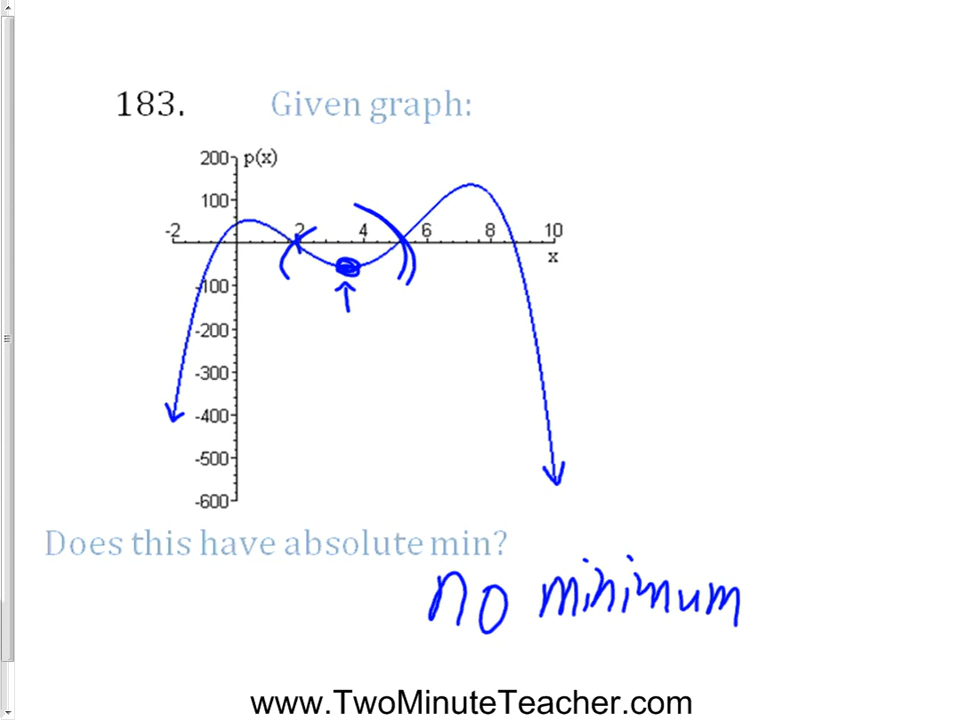 183. Given graph:
200 p(x)
100
-2 2 4 6 8 10
x
-100
-200
-300
-400
-500
-600
Does this have absolute min?
no minimum
www.TwoMinuteTeacher.com